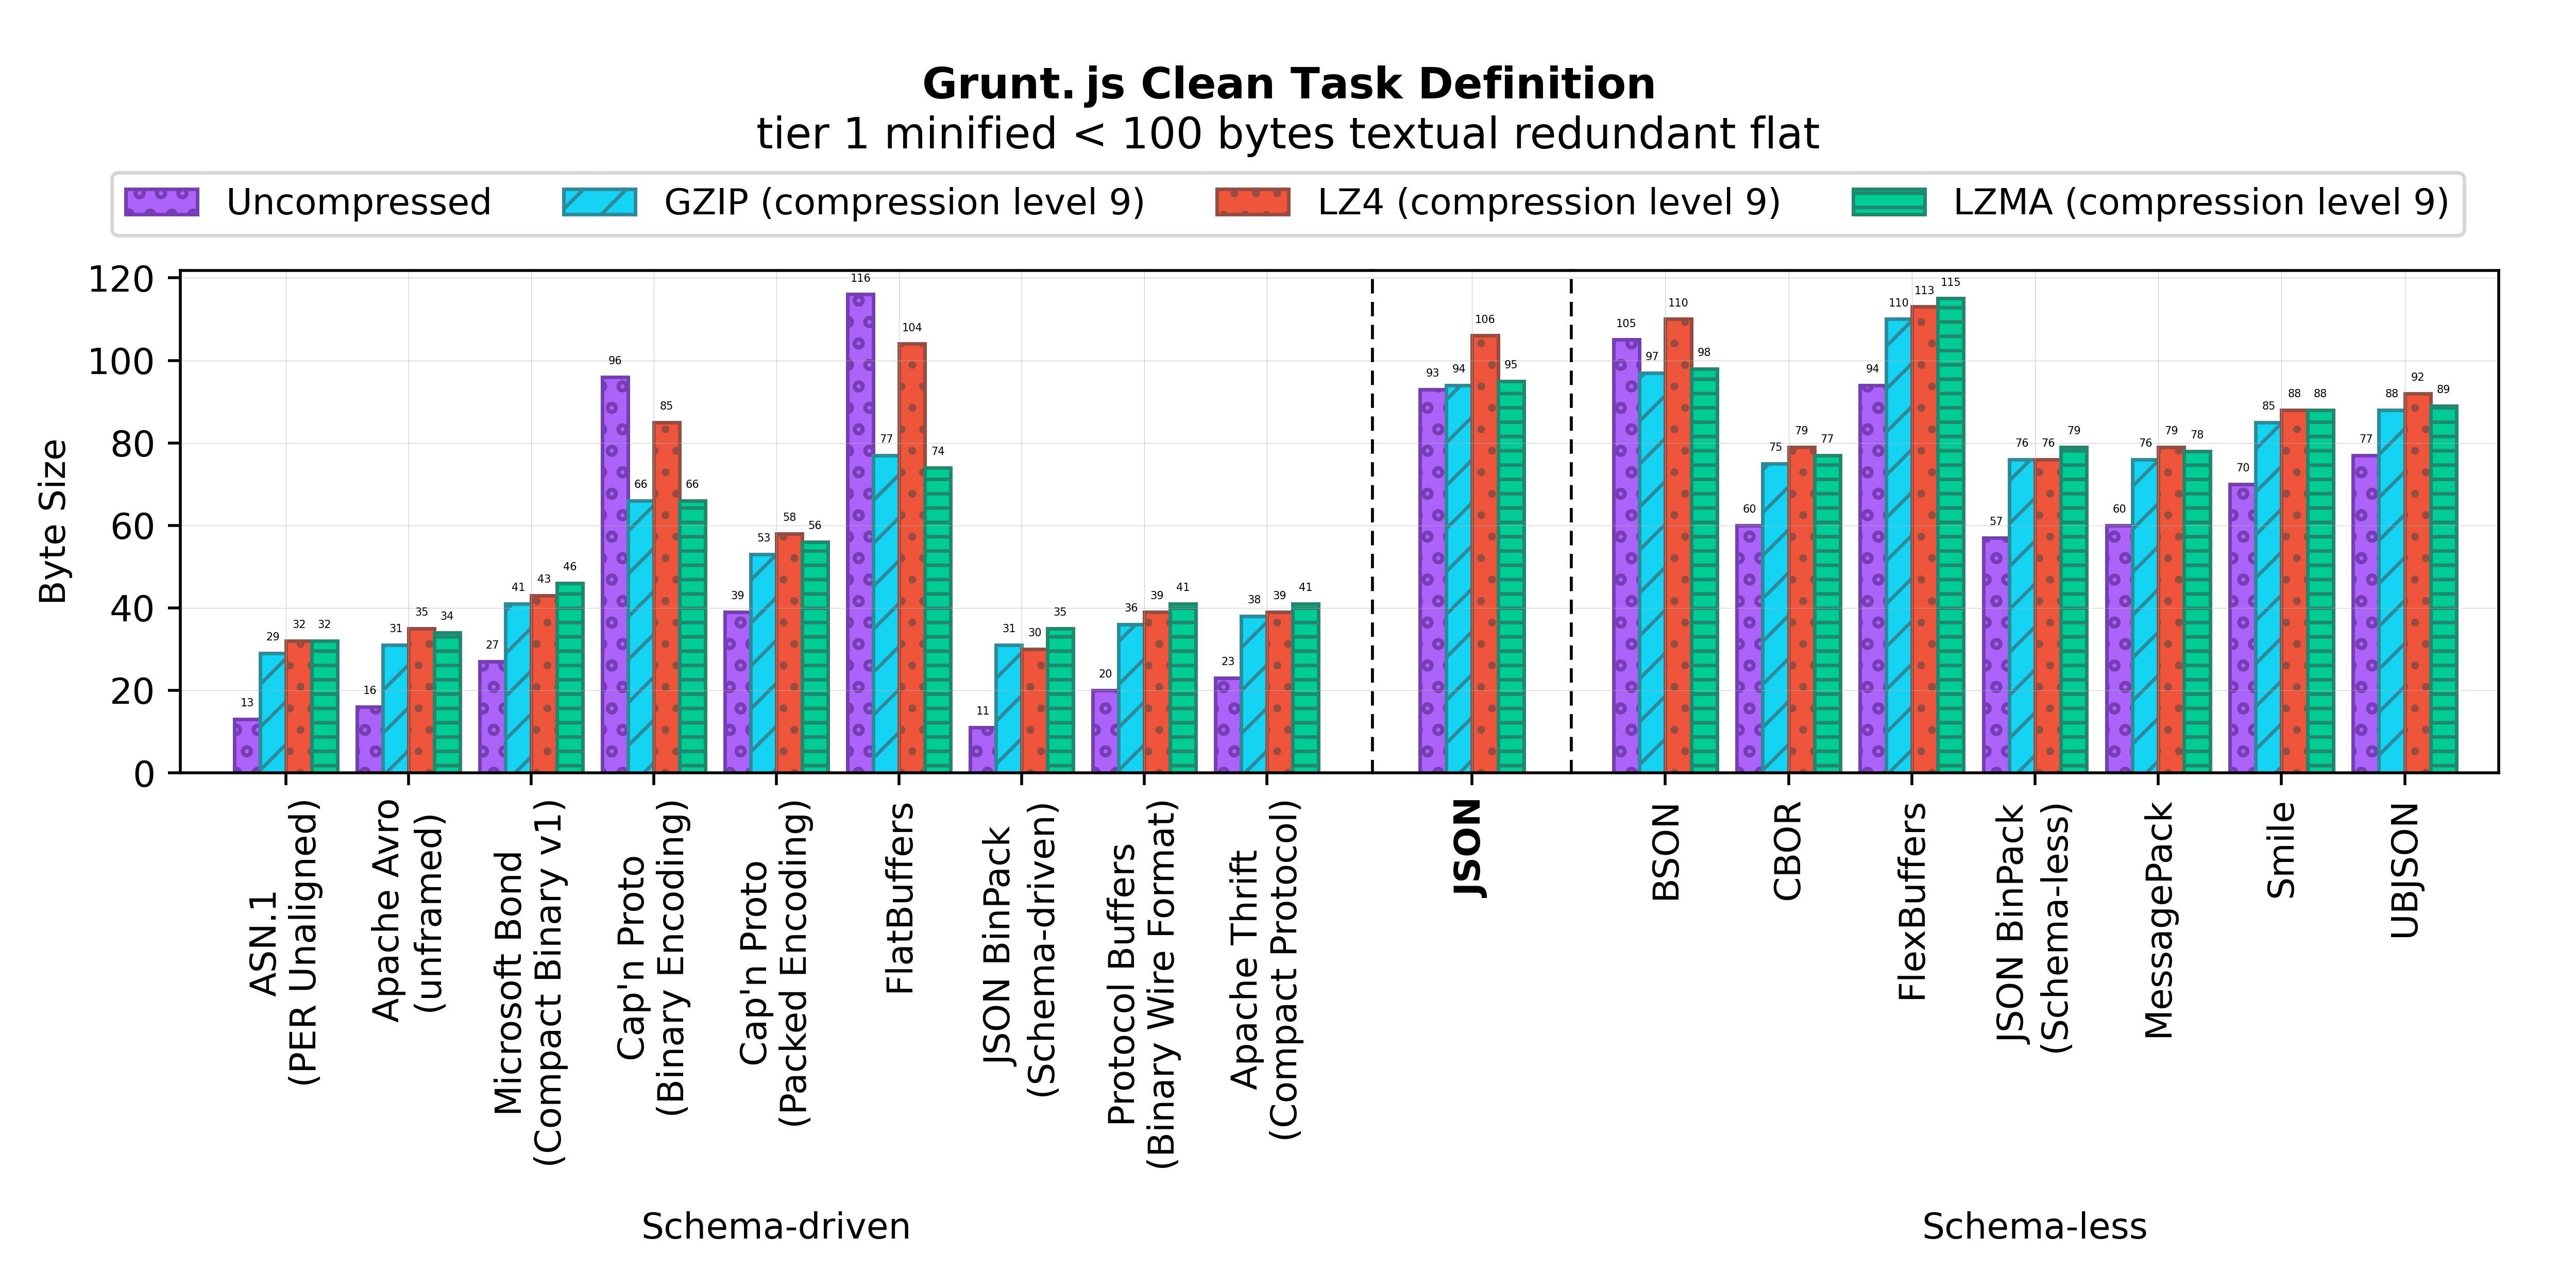 Grunt.js Clean Task Definition
tier 1 minified < 100 bytes textual redundant flat
Uncompressed GZIP (compression level 9) LZ4 (compression level 9) LZMA (compression level 9)
Byte Size
120
100
80
60
40
20
0
13 29 32 32
16 31 35 34
27 41 43 46
96 66 85 66
39 53 58 56
116 77 104 74
11 31 30 35
20 36 39 41
23 38 39 41
93 94 106 95
105 97 110 98
60 75 79 77
94 110 113 115
57 76 76 79
60 76 79 78
70 85 88 88
77 88 92 89
ASN.1
(PER Unaligned)
Apache Avro
(unframed)
Microsoft Bond
(Compact Binary v1)
Cap'n Proto
(Binary Encoding)
Cap'n Proto
(Packed Encoding)
FlatBuffers
JSON BinPack
(Schema-driven)
Protocol Buffers
(Binary Wire Format)
Apache Thrift
(Compact Protocol)
JSON
BSON
CBOR
FlexBuffers
JSON BinPack
(Schema-less)
MessagePack
Smile
UBJSON
Schema-driven
Schema-less